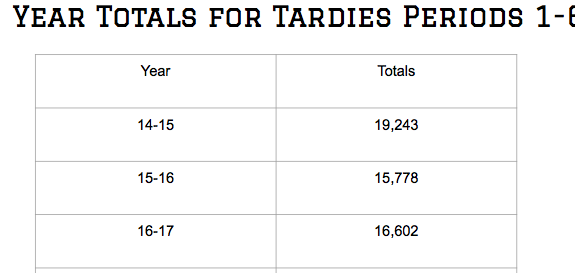 Year Totals for Tardies Periods 1-6
Year Totals
14-15 19,243
15-16 15,778
16-17 16,602